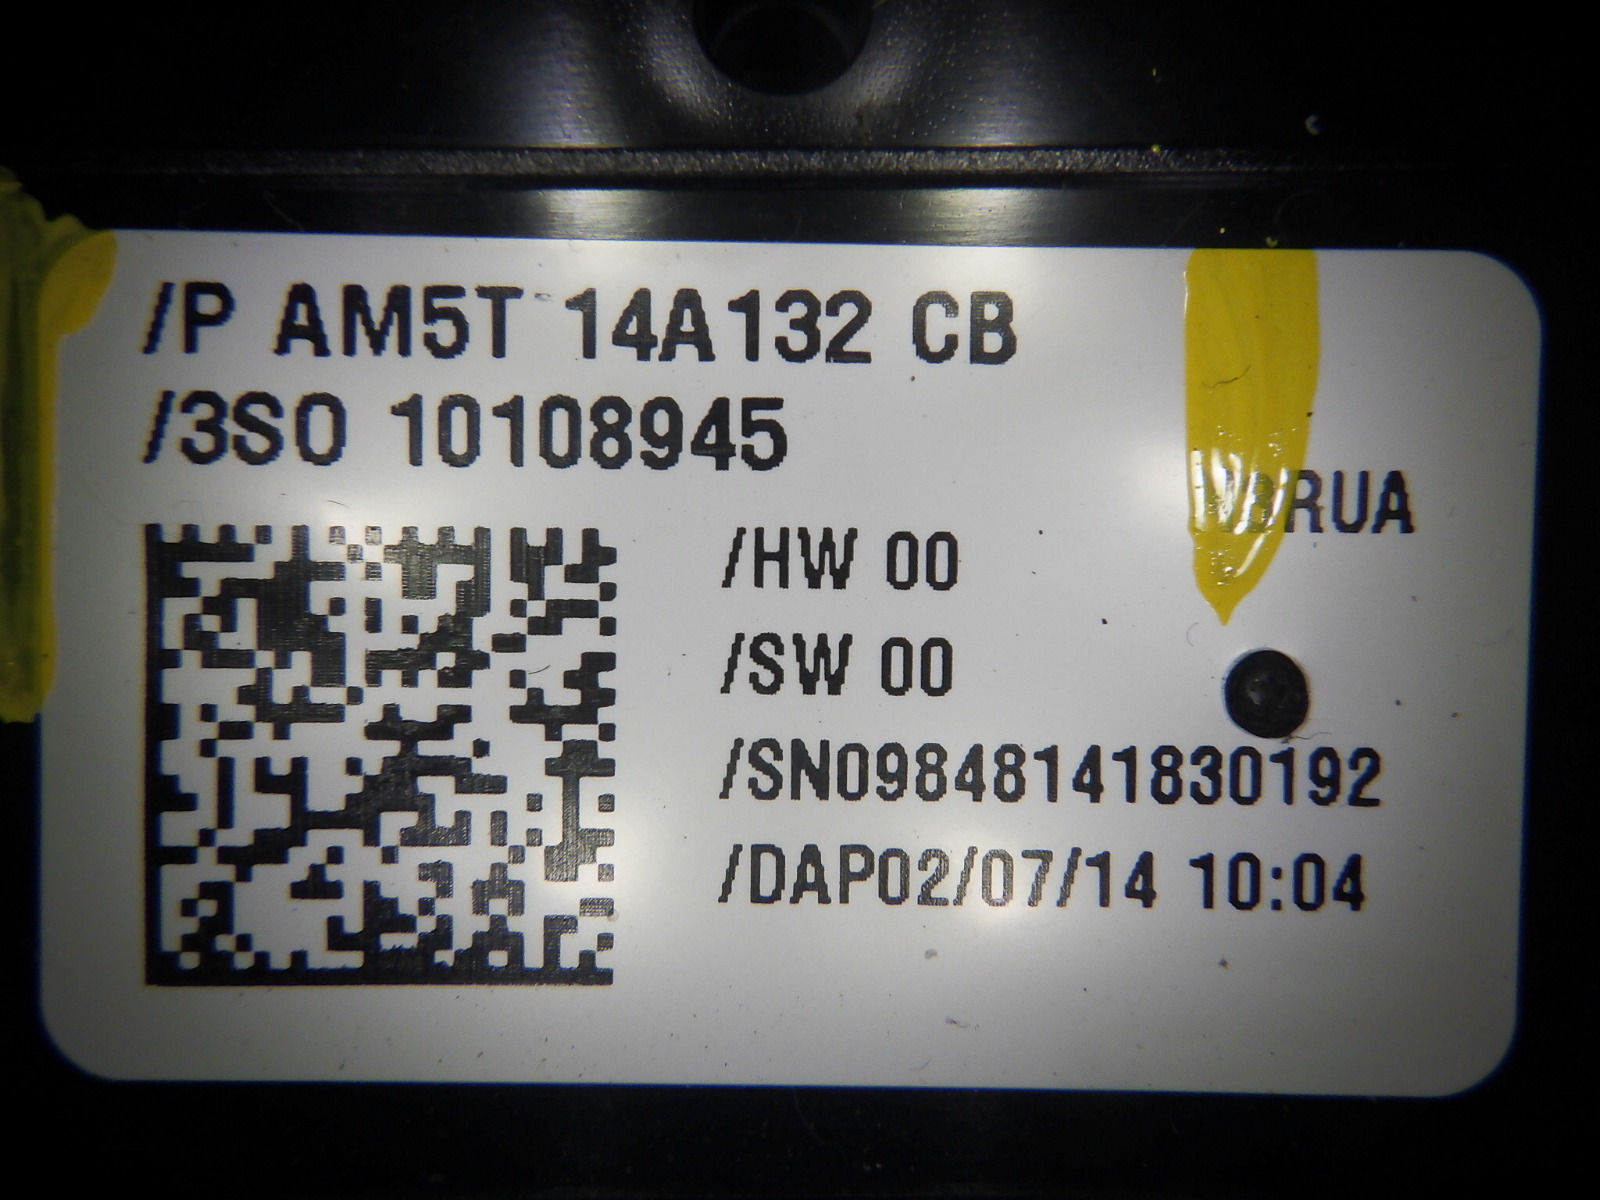 /P AM5T 14A132 CB
/3SO 10108945
/HW 00
/SW 00
/SN09848141830192
/DAP02/07/14 10:04